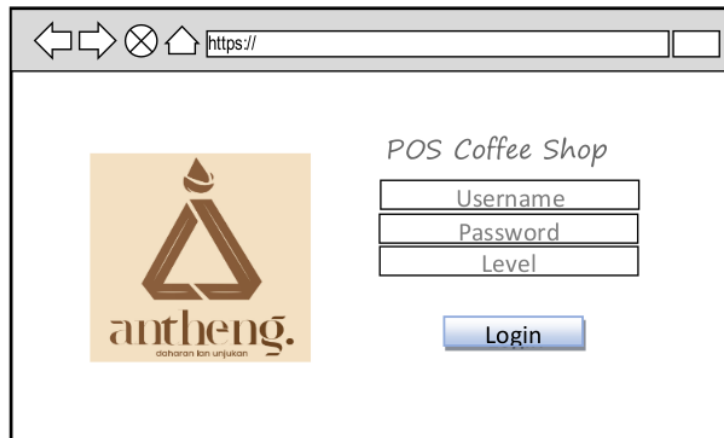 https://
POS Coffee Shop
Username
Password
Level
Login
antheng.
daharan lan unjukan